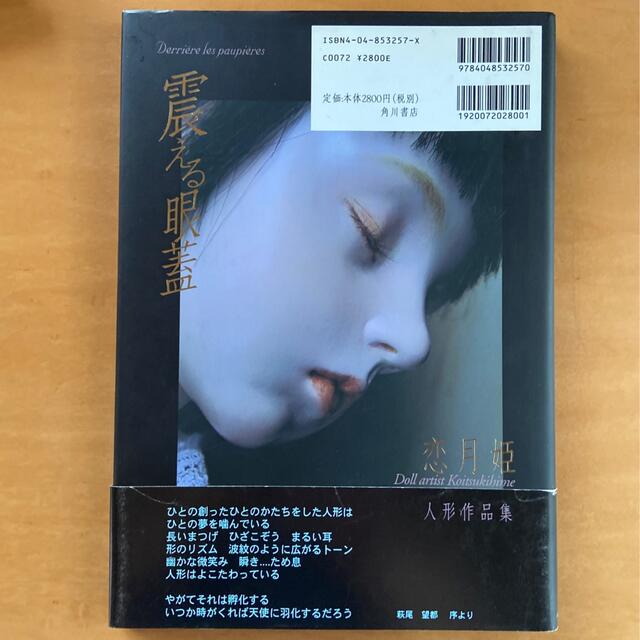 Derrière les paupières
震える眼蓋
ISBN4-04-853257-X
C0072 ¥2800E
定価:本体2800円(税別)
角川書店
9784048532570
1920072028001
恋月姫
Doll artist Koitsukihime
人形作品集
ひとの創ったひとのかたちをした人形は
ひとの夢を噛んでいる
長いまつげ ひざこぞう まるい耳
形のリズム 波紋のように広がるトーン
幽かな微笑み 瞬き....ため息
人形はよこたわっている
やがてそれは孵化する
いつか時がくれば天使に羽化するだろう
萩尾 望都 序より